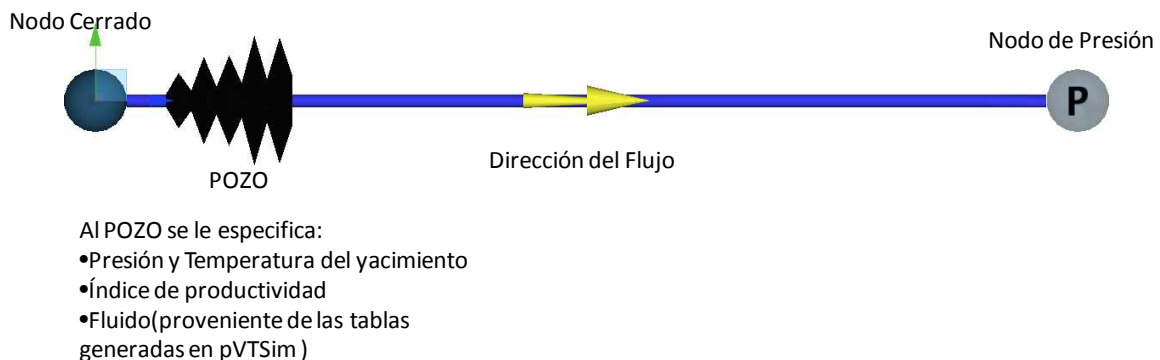 Nodo Cerrado
Nodo de Presión
P
Dirección del Flujo
POZO
Al POZO se le especifica:
•Presión y Temperatura del yacimiento
•Índice de productividad
•Fluido(proveniente de las tablas
generadas en pVTSim )